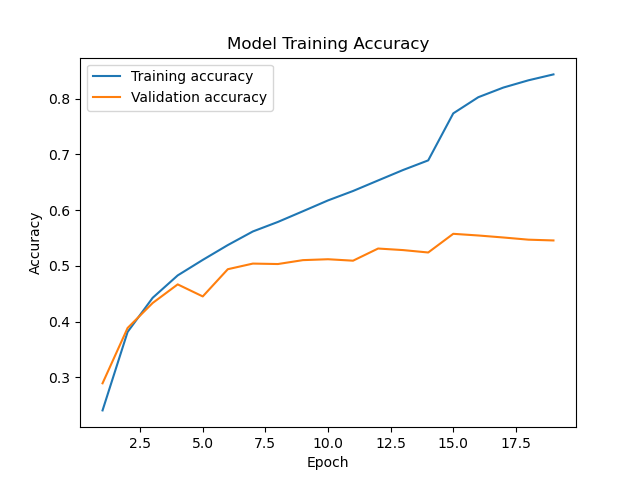 Model Training Accuracy
Training accuracy
Validation accuracy
Accuracy
0.8
0.7
0.6
0.5
0.4
0.3
2.5 5.0 7.5 10.0 12.5 15.0 17.5
Epoch